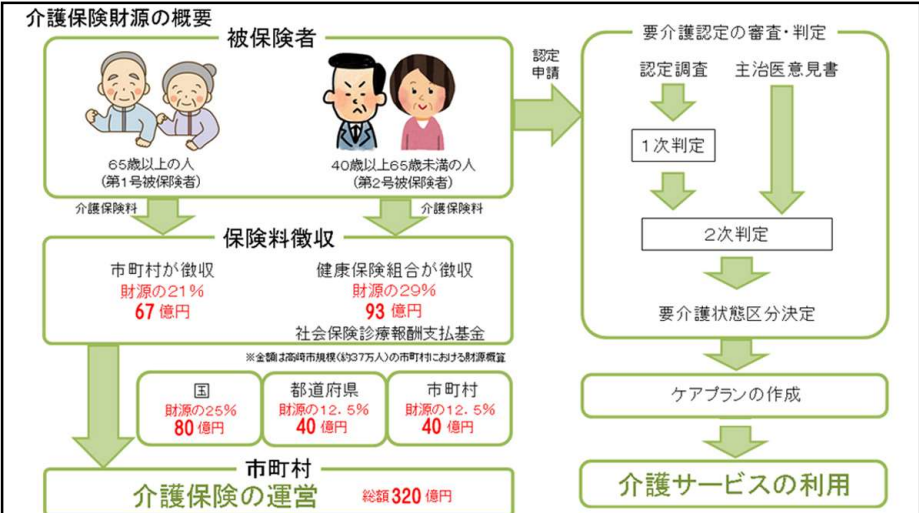 介護保険財源の概要
被保険者
65歳以上の人
(第1号被保険者)
40歳以上65歳未満の人
(第2号被保険者)
介護保険料
介護保険料
保険料徴収
市町村が徴収
財源の21%
67億円
健康保険組合が徴収
財源の29%
93億円
社会保険診療報酬支払基金
※金額は高崎市規模(約37万人)の市町村における財源概算
国
財源の25%
80億円
都道府県
財源の12.5%
40億円
市町村
財源の12.5%
40億円
市町村
介護保険の運営 総額320億円
認定
申請
要介護認定の審査・判定
認定調査 主治医意見書
1次判定
2次判定
要介護状態区分決定
ケアプランの作成
介護サービスの利用